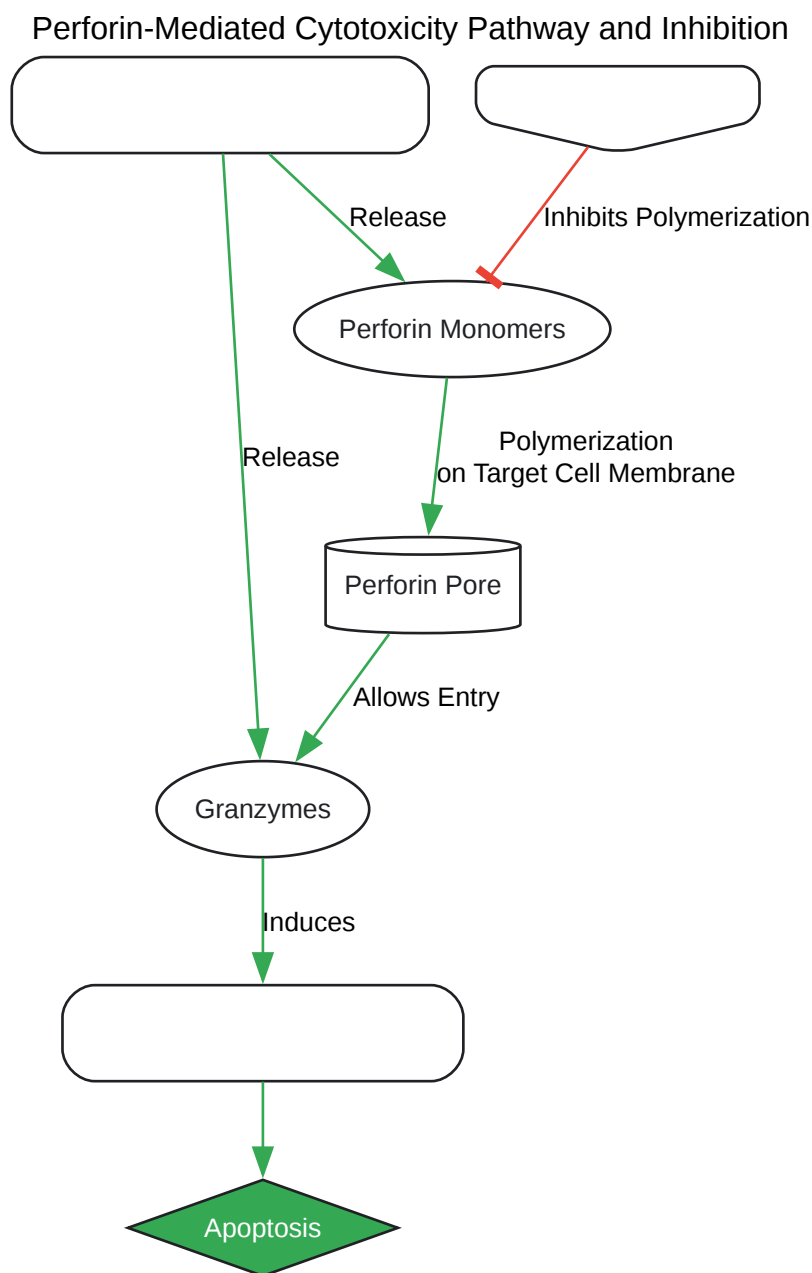 Perforin-Mediated Cytotoxicity Pathway and Inhibition
Release
Inhibits Polymerization
Perforin Monomers
Release
Polymerization
on Target Cell Membrane
Perforin Pore
Allows Entry
Granzymes
Induces
Apoptosis